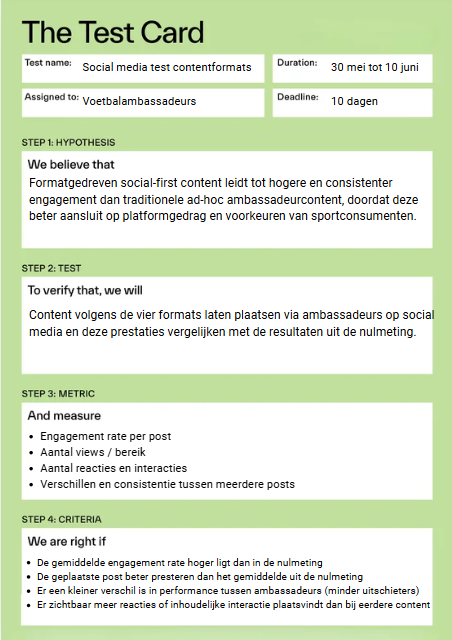 The Test Card
Test name: Social media test contentformats
Duration: 30 mei tot 10 juni
Assigned to: Voetbalambassadeurs
Deadline: 10 dagen
STEP 1: HYPOTHESIS
We believe that
Formatgedreven social-first content leidt tot hogere en consistenter
engagement dan traditionele ad-hoc ambassadeurcontent, doordat deze
beter aansluit op platformgedrag en voorkeuren van sportconsumenten.
STEP 2: TEST
To verify that, we will
Content volgens de vier formats laten plaatsen via ambassadeurs op social
media en deze prestaties vergelijken met de resultaten uit de nulmeting.
STEP 3: METRIC
And measure
• Engagement rate per post
• Aantal views / bereik
• Aantal reacties en interacties
• Verschillen en consistentie tussen meerdere posts
STEP 4: CRITERIA
We are right if
• De gemiddelde engagement rate hoger ligt dan in de nulmeting
• De geplaatste post beter presteren dan het gemiddelde uit de nulmeting
• Er een kleiner verschil is in performance tussen ambassadeurs (minder uitschieters)
• Er zichtbaar meer reacties of inhoudelijke interactie plaatsvindt dan bij eerdere content